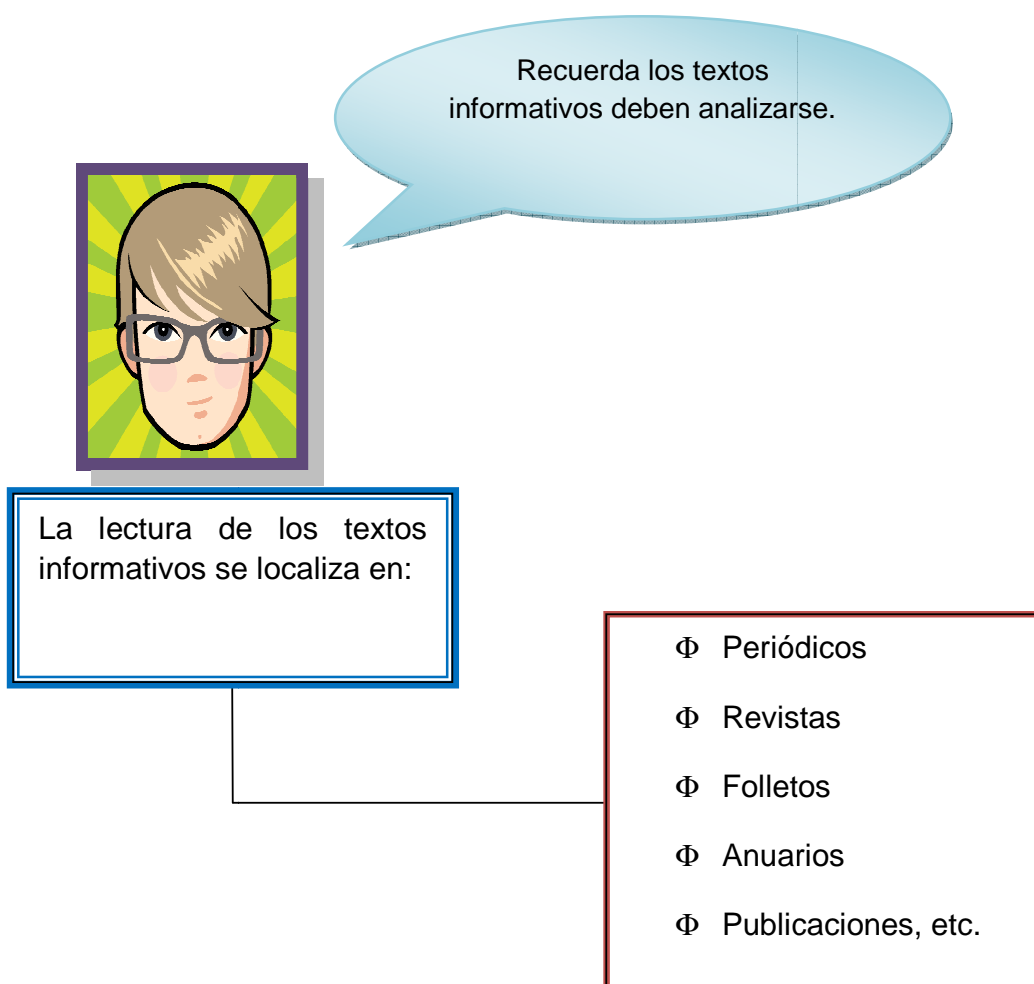 Recuerda los textos
informativos deben analizarse.
La lectura de los textos
informativos se localiza en:
Φ Periódicos
Φ Revistas
Φ Folletos
Φ Anuarios
Φ Publicaciones, etc.